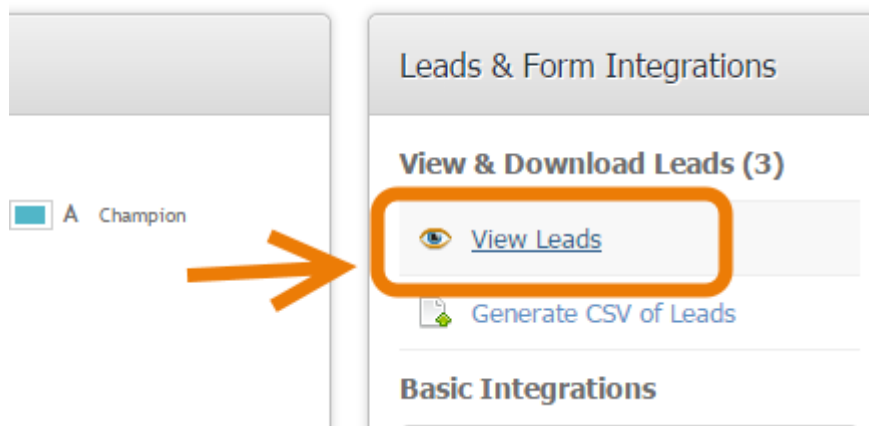 Leads & Form Integrations
View & Download Leads (3)
A Champion
View Leads
Generate CSV of Leads
Basic Integrations